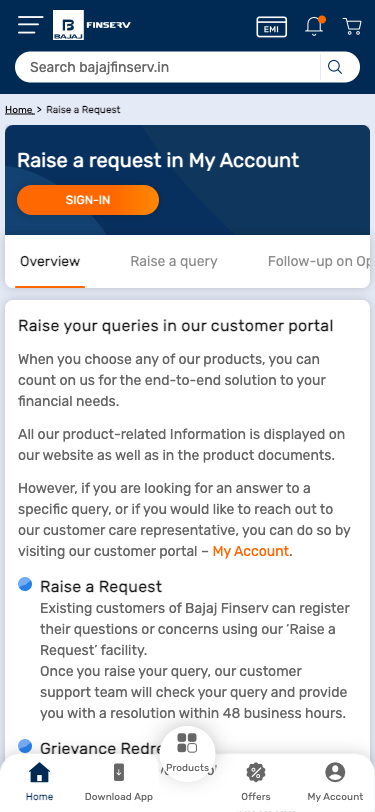 BAJAJ FINSERV
EMI
Search bajajfinserv.in
Home > Raise a Request
Raise a request in My Account
SIGN-IN
Overview Raise a query Follow-up on Op
Raise your queries in our customer portal
When you choose any of our products, you can
count on us for the end-to-end solution to your
financial needs.
All our product-related Information is displayed on
our website as well as in the product documents.
However, if you are looking for an answer to a
specific query, or if you would like to reach out to
our customer care representative, you can do so by
visiting our customer portal – My Account.
Raise a Request
Existing customers of Bajaj Finserv can register
their questions or concerns using our ‘Raise a
Request’ facility.
Once you raise your query, our customer
support team will check your query and provide
you with a resolution within 48 business hours.
Grievance Redre
Home Download App Products Offers My Account